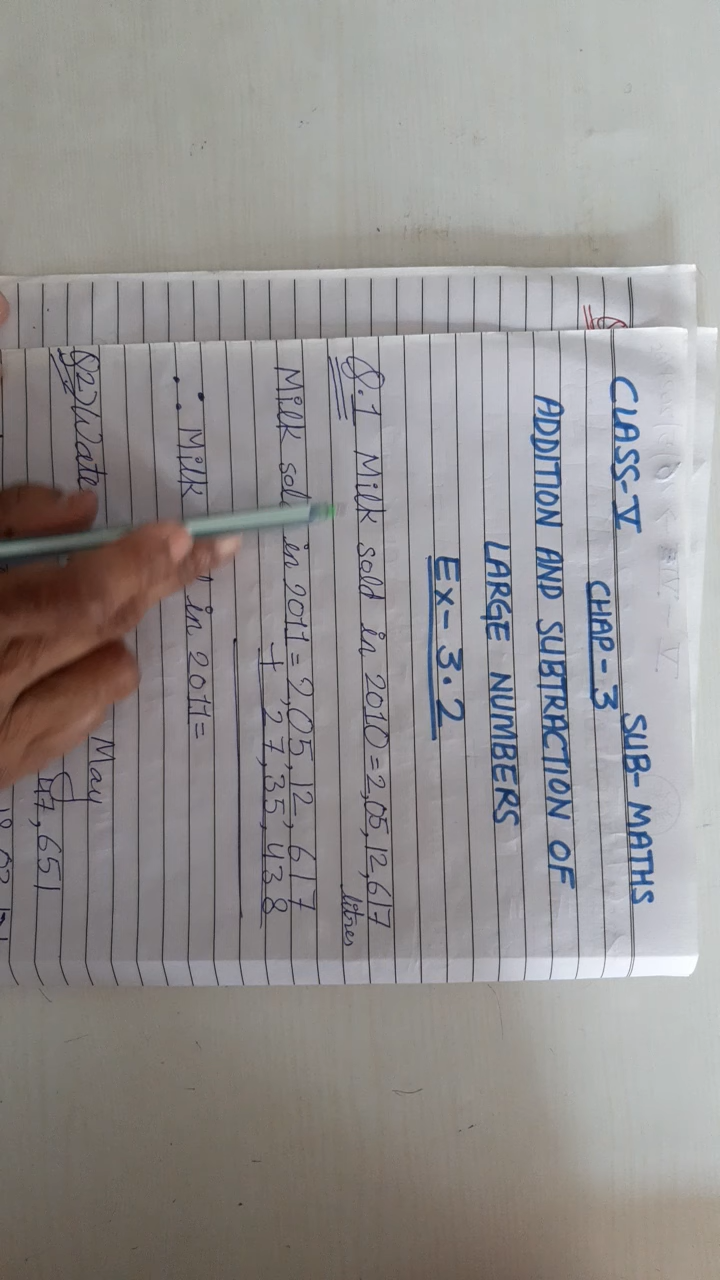 CLASS-V SUB-MATHS
CHAP-3
ADDITION AND SUBTRACTION OF
LARGE NUMBERS
Ex-3.2
Q.1 Milk sold in 2010=2,05,12,617
litres
Milk in 2011=2,05,12,617
+ 27,35,438
∴ Milk in 2011=
Q2) May
47,651